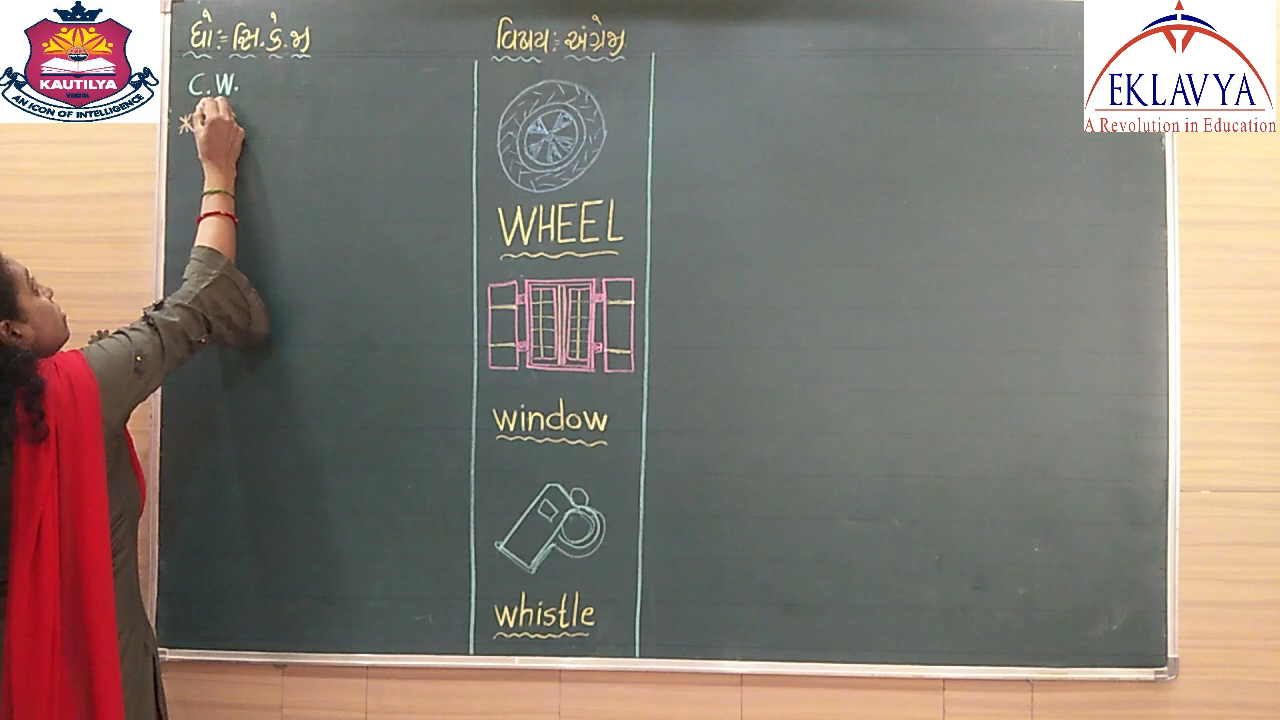 ધો:- સિ.કે.જી
વિષય:- અંગ્રેજી
C.W.
WHEEL
window
whistle
KAUTILYA
AN ICON OF INTELLIGENCE
EKLAVYA
A Revolution in Education